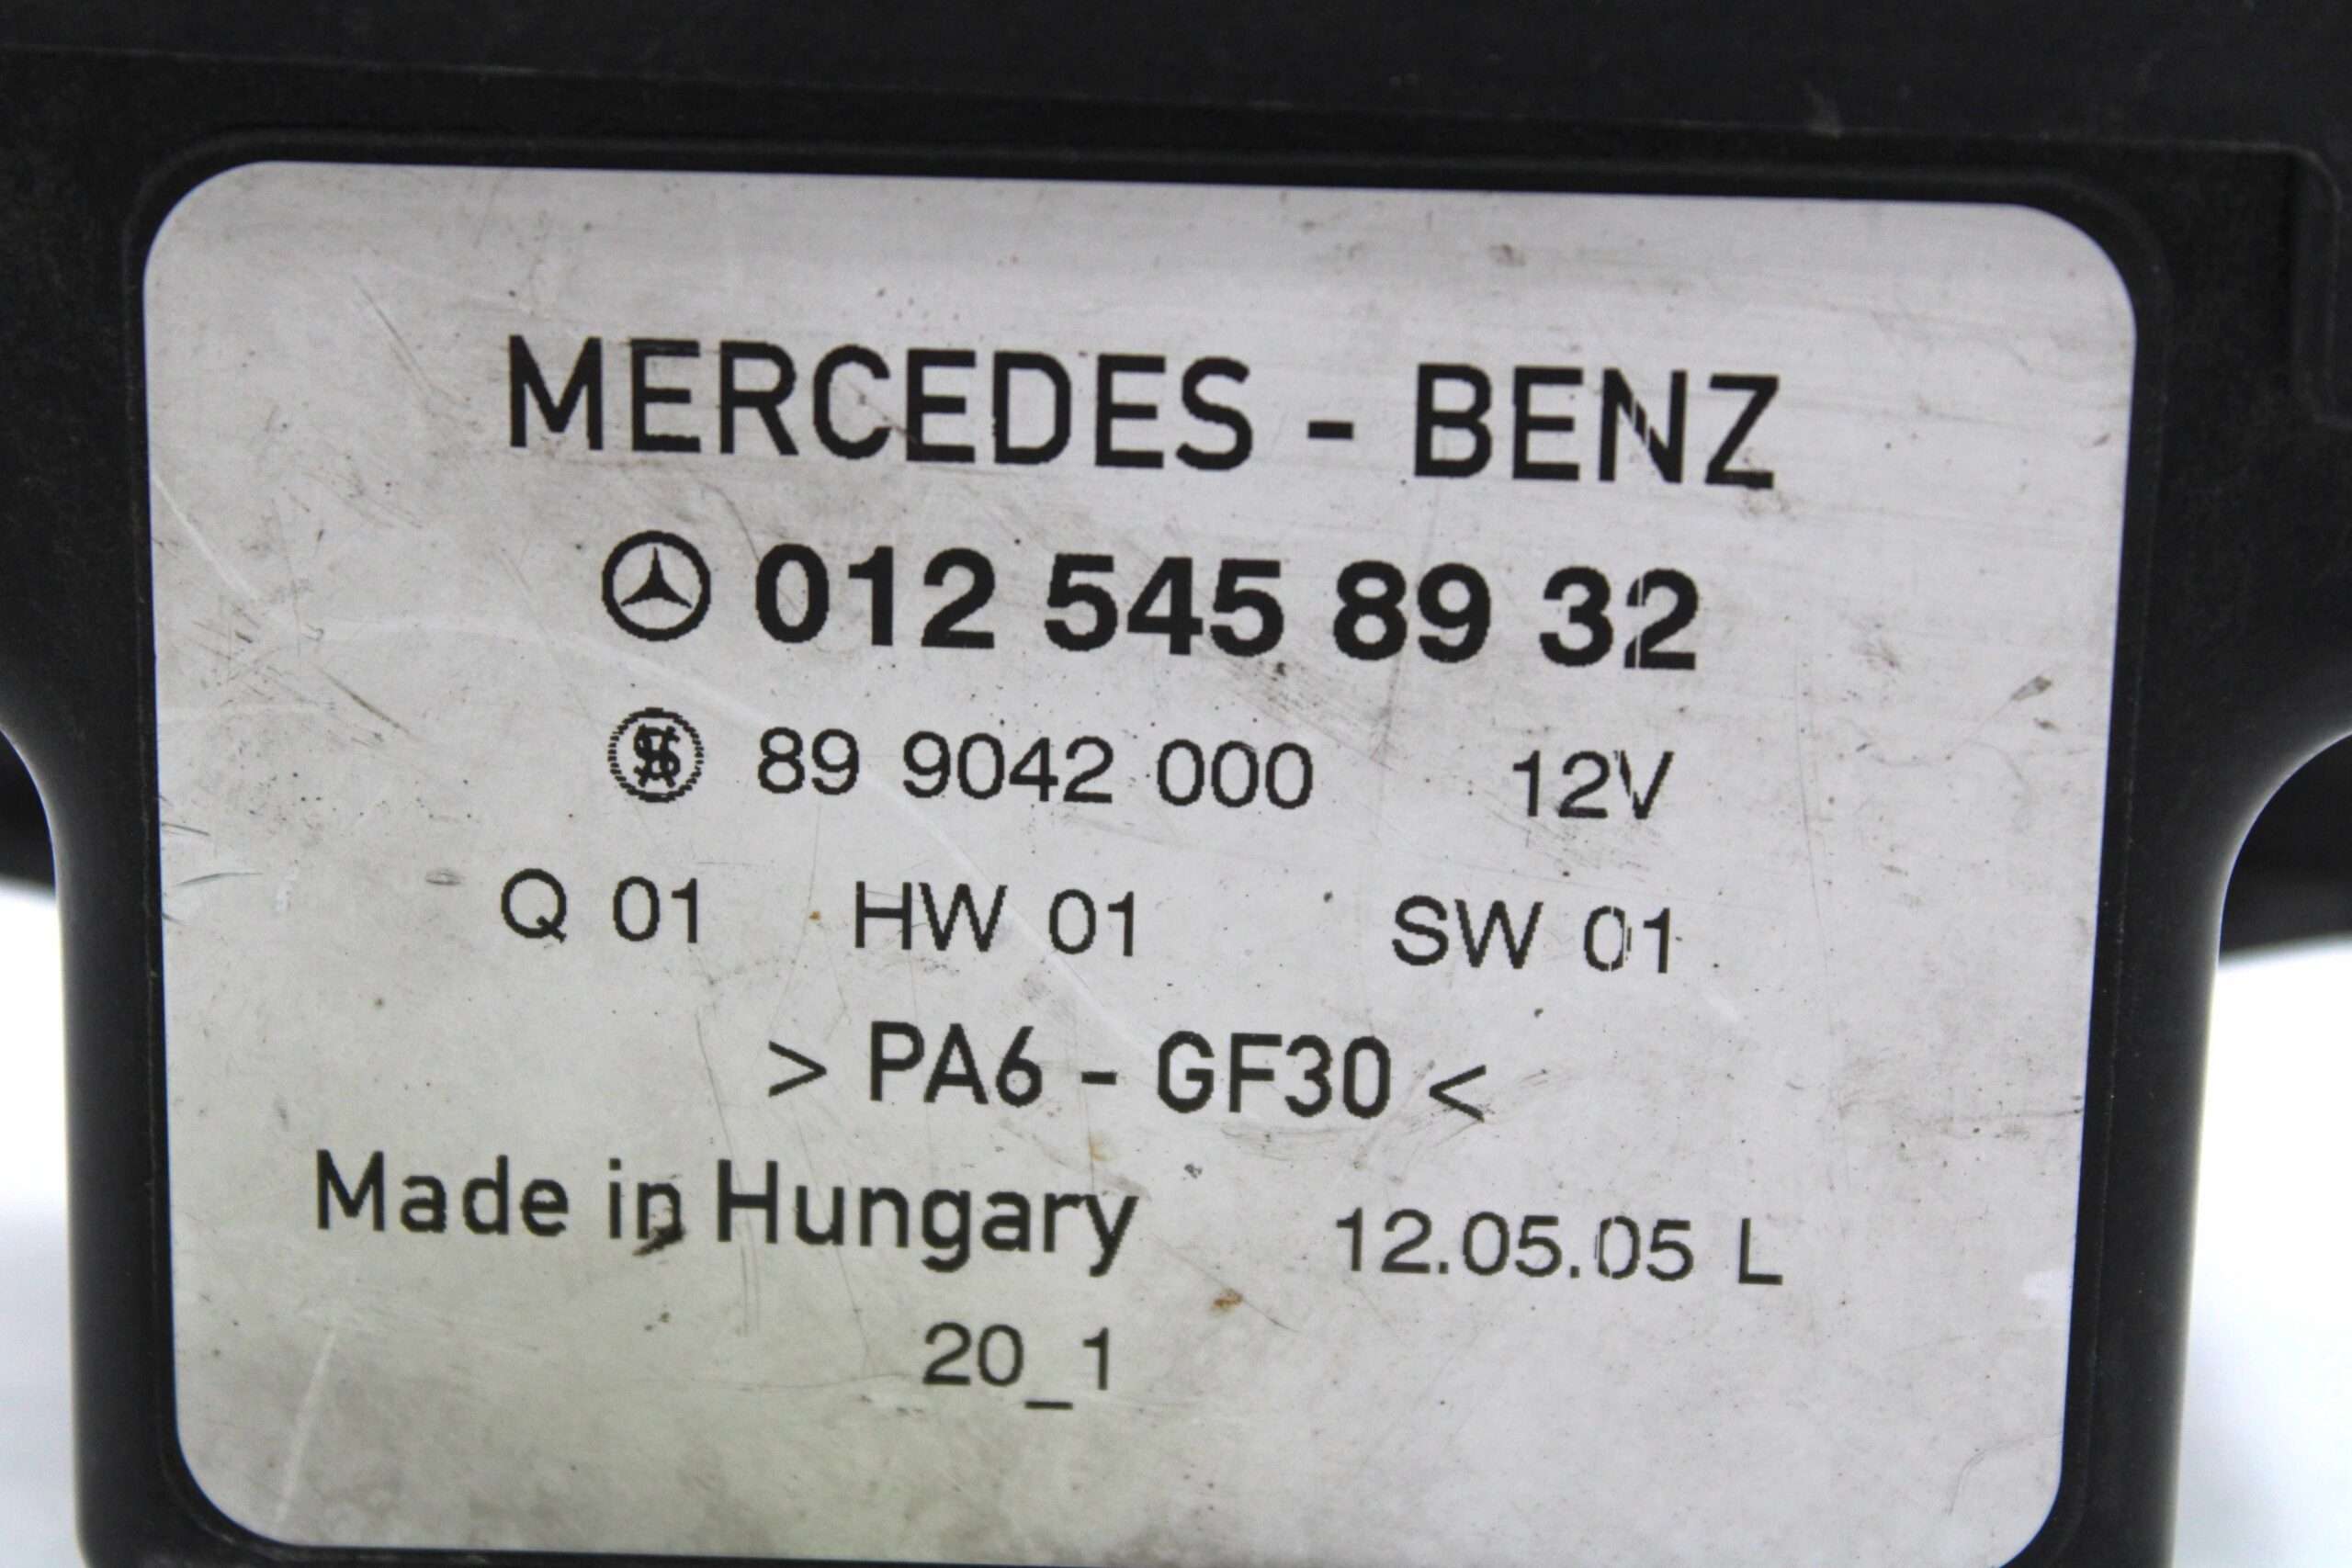 MERCEDES - BENZ
012 545 89 32
89 9042 000 12V
Q 01 HW 01 SW 01
> PA6 - GF30 <
Made in Hungary 12.05.05 L
20_1